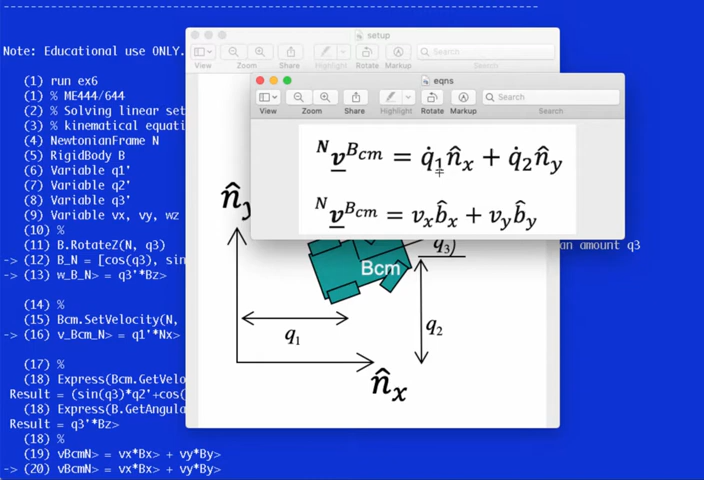 Note: Educational use ONLY.
(1) run ex6
(1) % ME444/644
(2) % Solving linear set
(3) % kinematical equati
(4) NewtonianFrame N
(5) RigidBody B
(6) Variable q1'
(7) Variable q2'
(8) Variable q3'
(9) Variable vx, vy, wz
(10) %
(11) B.RotateZ(N, q3)
an amount q3
-> (12) B_N = [cos(q3), sin
-> (13) w_B_N> = q3'*Bz>
(14) %
(15) Bcm.SetVelocity(N,
-> (16) v_Bcm_N> = q1'*Nx>
(17) %
(18) Express(Bcm.GetVelo
Result = (sin(q3)*q2'+cos(
(18) Express(B.GetAngula
Result = q3'*Bz>
(18) %
(19) vBcmN> = vx*Bx> + vy*By>
-> (20) vBcmN> = vx*Bx> + vy*By>
setup
View Zoom Share Highlight Rotate Markup Search
Search
eqns
Search
View Zoom Share Highlight Rotate Markup Search
ᴺv̲ᴮᶜᵐ = q̇₁n̂ₓ + q̇₂n̂ᵧ
ᴺv̲ᴮᶜᵐ = vₓb̂ₓ + vᵧb̂ᵧ
n̂ᵧ
q₃
Bcm
q₁
q₂
n̂ₓ